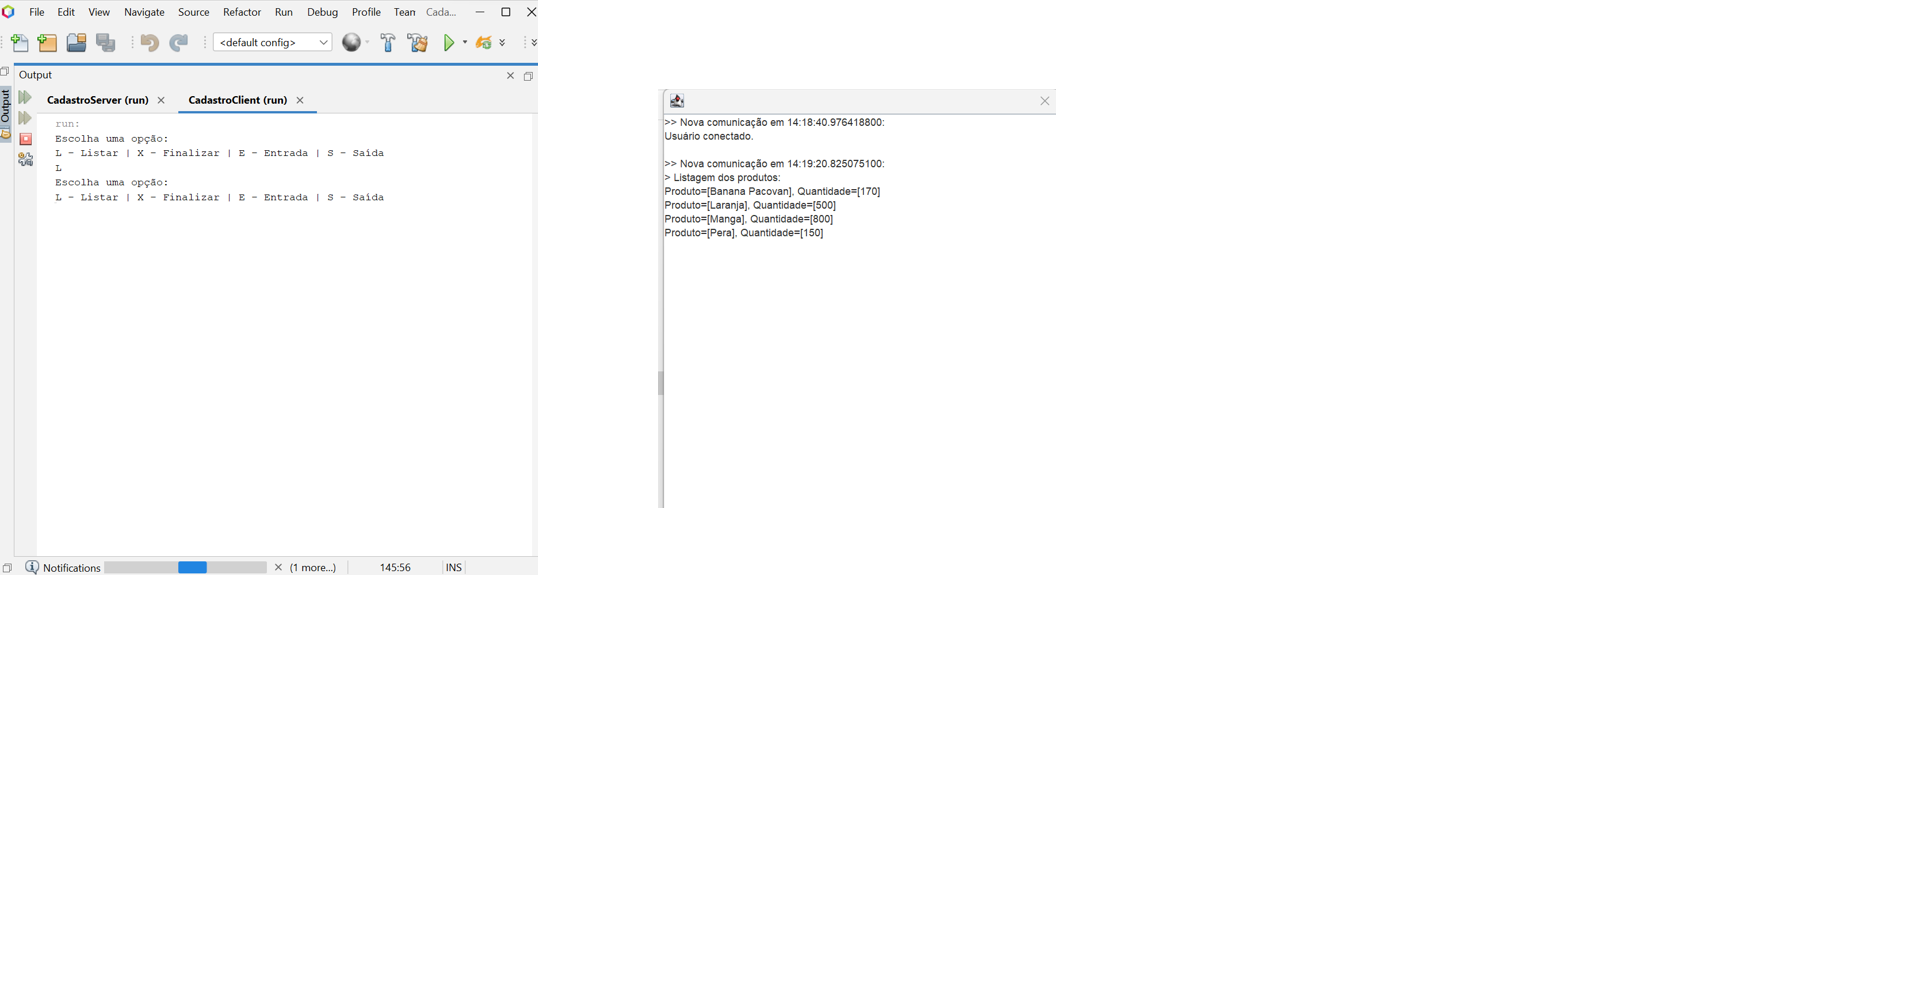 File Edit View Navigate Source Refactor Run Debug Profile Team Cada...
<default config>
Output
Output
CadastroServer (run) CadastroClient (run)
run:
Escolha uma opção:
L - Listar | X - Finalizar | E - Entrada | S - Saída
L
Escolha uma opção:
L - Listar | X - Finalizar | E - Entrada | S - Saída
Notifications (1 more...) 145:56 INS
>> Nova comunicação em 14:18:40.976418800:
Usuário conectado.
>> Nova comunicação em 14:19:20.825075100:
> Listagem dos produtos:
Produto=[Banana Pacovan], Quantidade=[170]
Produto=[Laranja], Quantidade=[500]
Produto=[Manga], Quantidade=[800]
Produto=[Pera], Quantidade=[150]